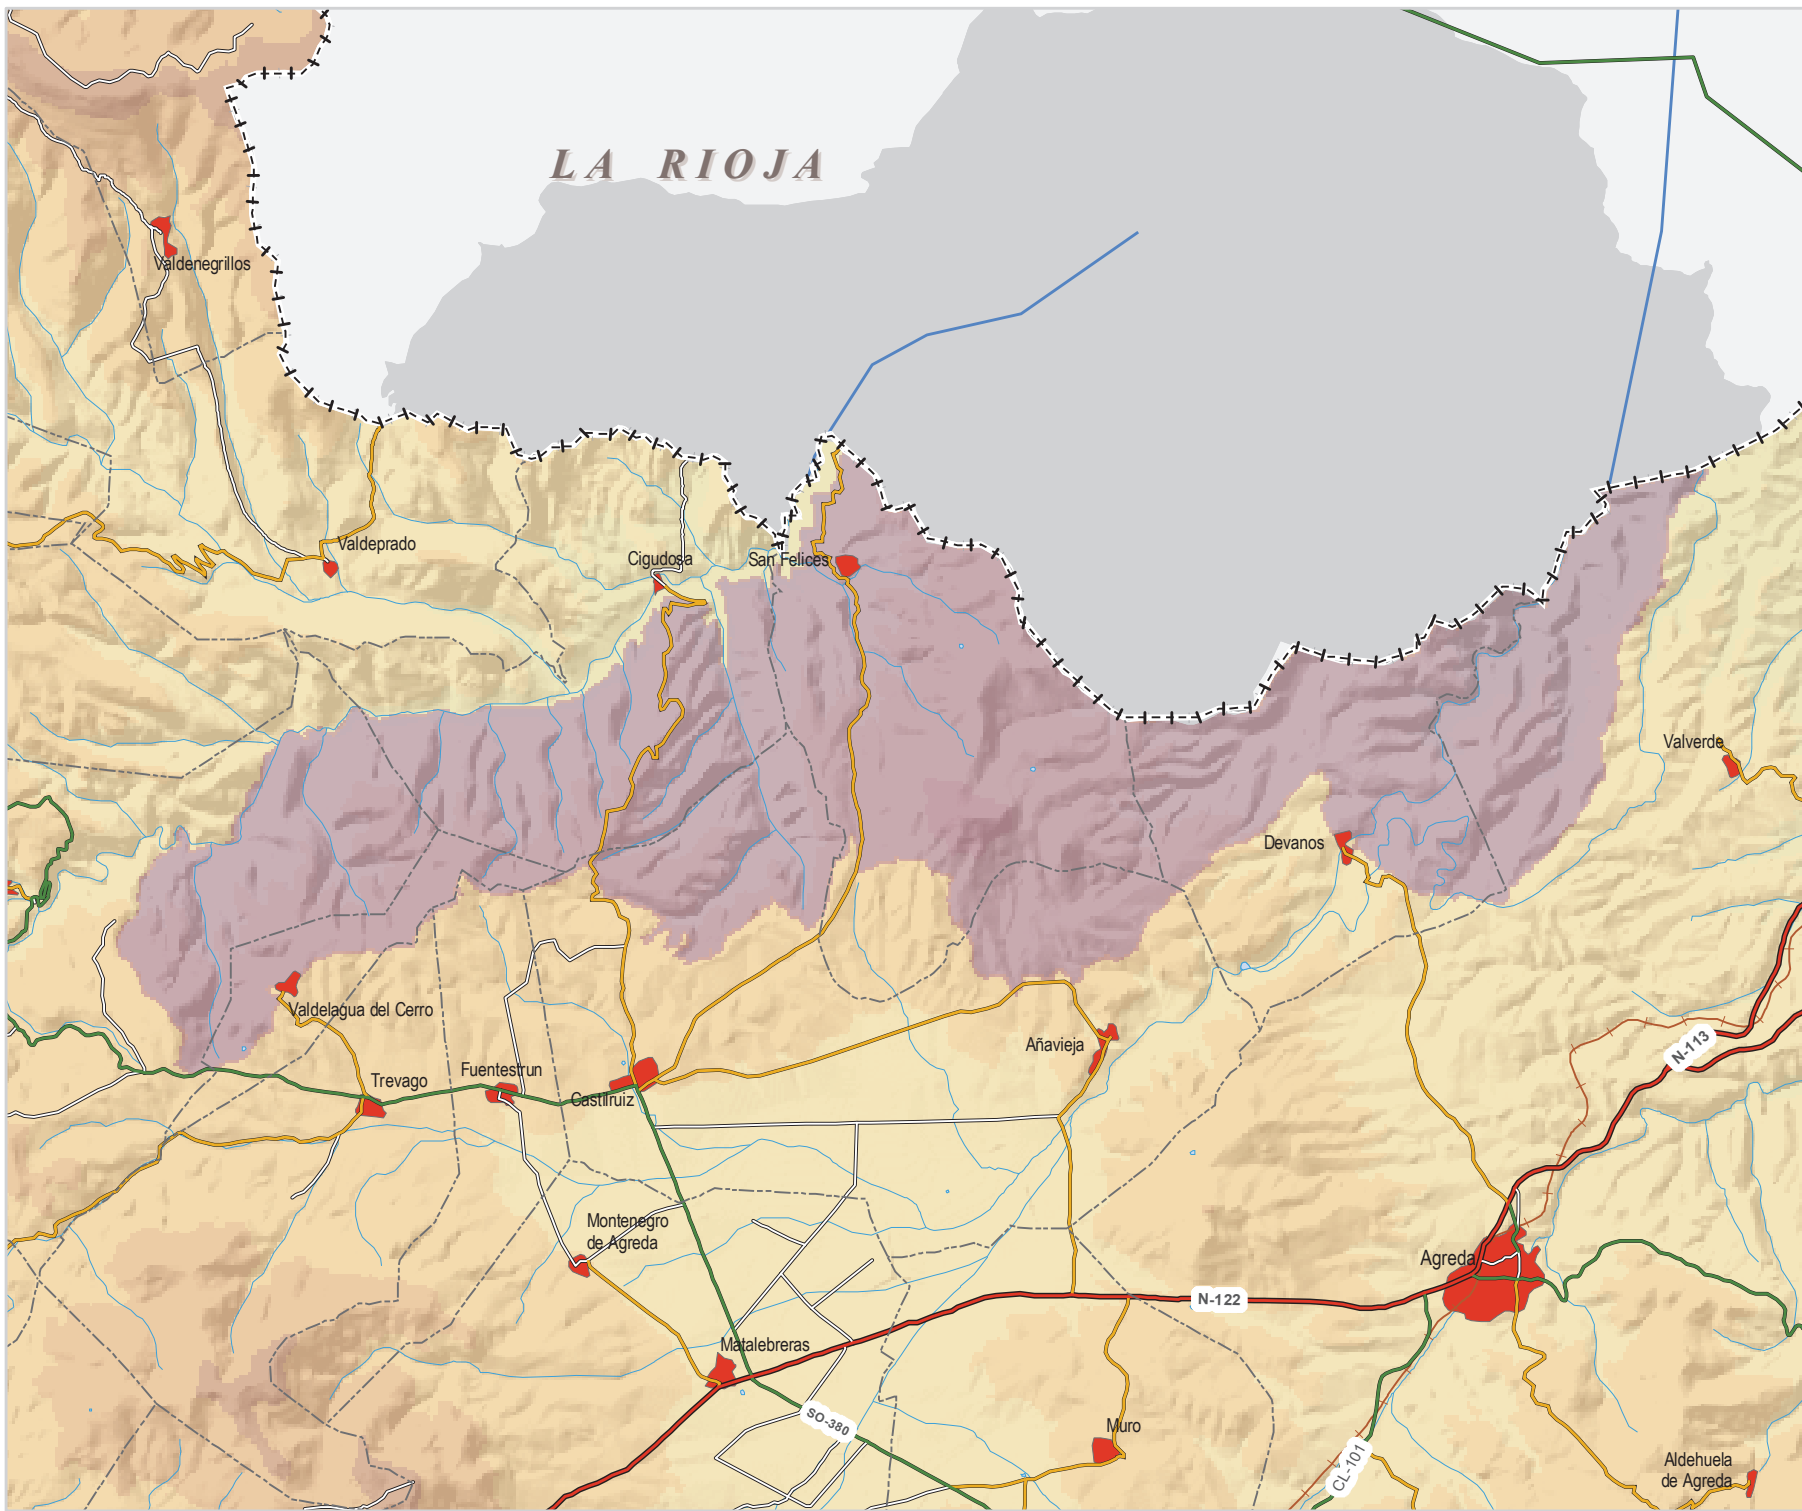 LA RIOJA
Valdenegrillos
Valdeprado
Cigudosa
San Felices
Valverde
Devanos
Valdelagua del Cerro
Añavieja
N-113
Trevago
Fuentestrun
Castilruiz
Montenegro
de Agreda
Agreda
N-122
Matalebreras
SO-380
Muro
CL-101
Aldehuela
de Agreda